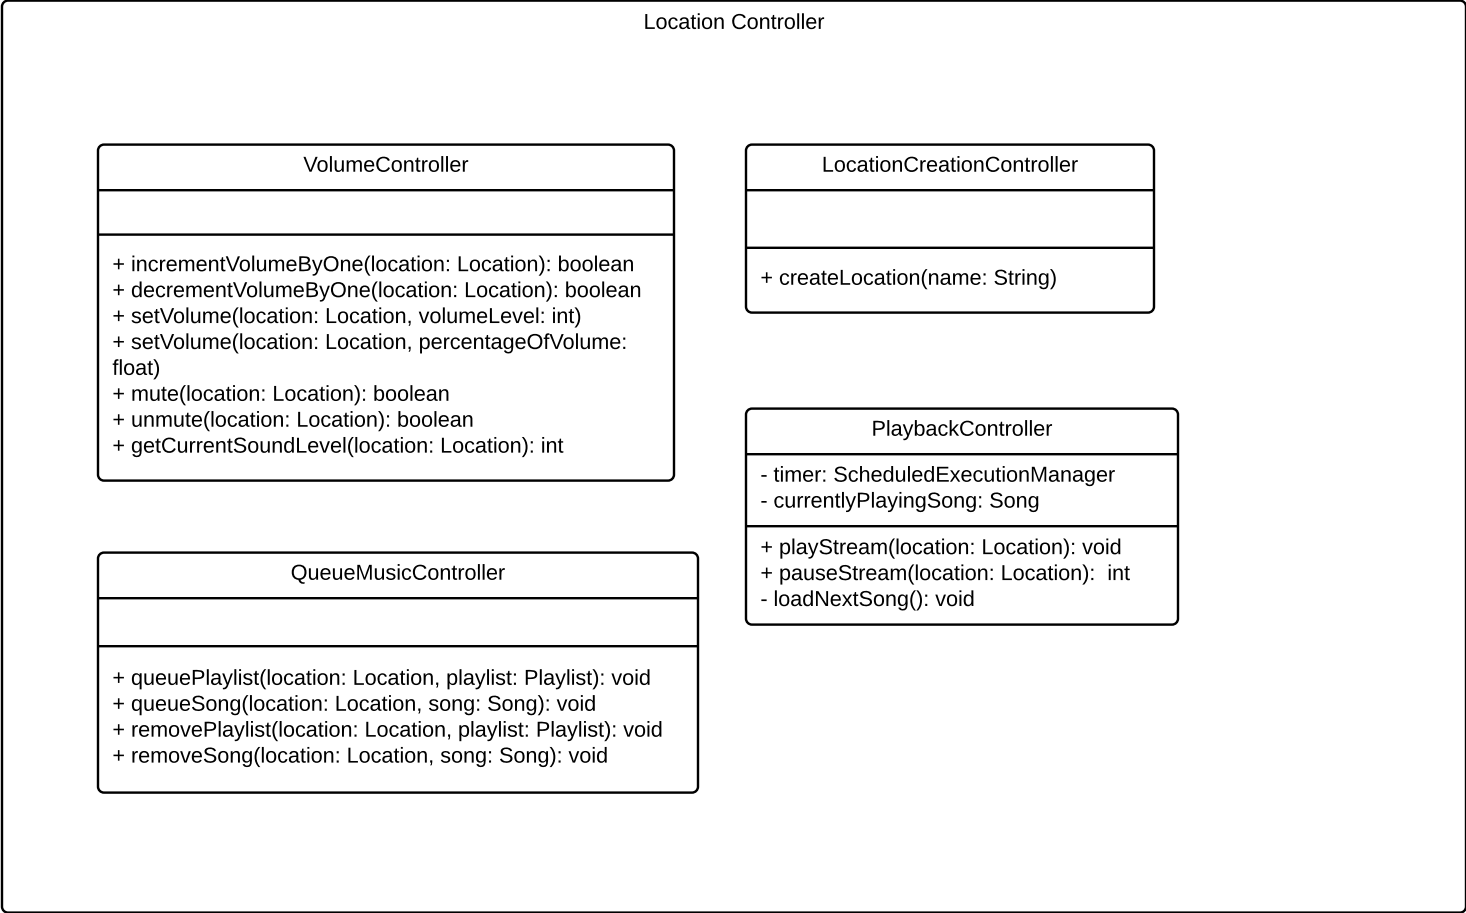 Location Controller
VolumeController
+ incrementVolumeByOne(location: Location): boolean
+ decrementVolumeByOne(location: Location): boolean
+ setVolume(location: Location, volumeLevel: int)
+ setVolume(location: Location, percentageOfVolume:
float)
+ mute(location: Location): boolean
+ unmute(location: Location): boolean
+ getCurrentSoundLevel(location: Location): int
LocationCreationController
+ createLocation(name: String)
PlaybackController
- timer: ScheduledExecutionManager
- currentlyPlayingSong: Song
+ playStream(location: Location): void
+ pauseStream(location: Location):  int
- loadNextSong(): void
QueueMusicController
+ queuePlaylist(location: Location, playlist: Playlist): void
+ queueSong(location: Location, song: Song): void
+ removePlaylist(location: Location, playlist: Playlist): void
+ removeSong(location: Location, song: Song): void